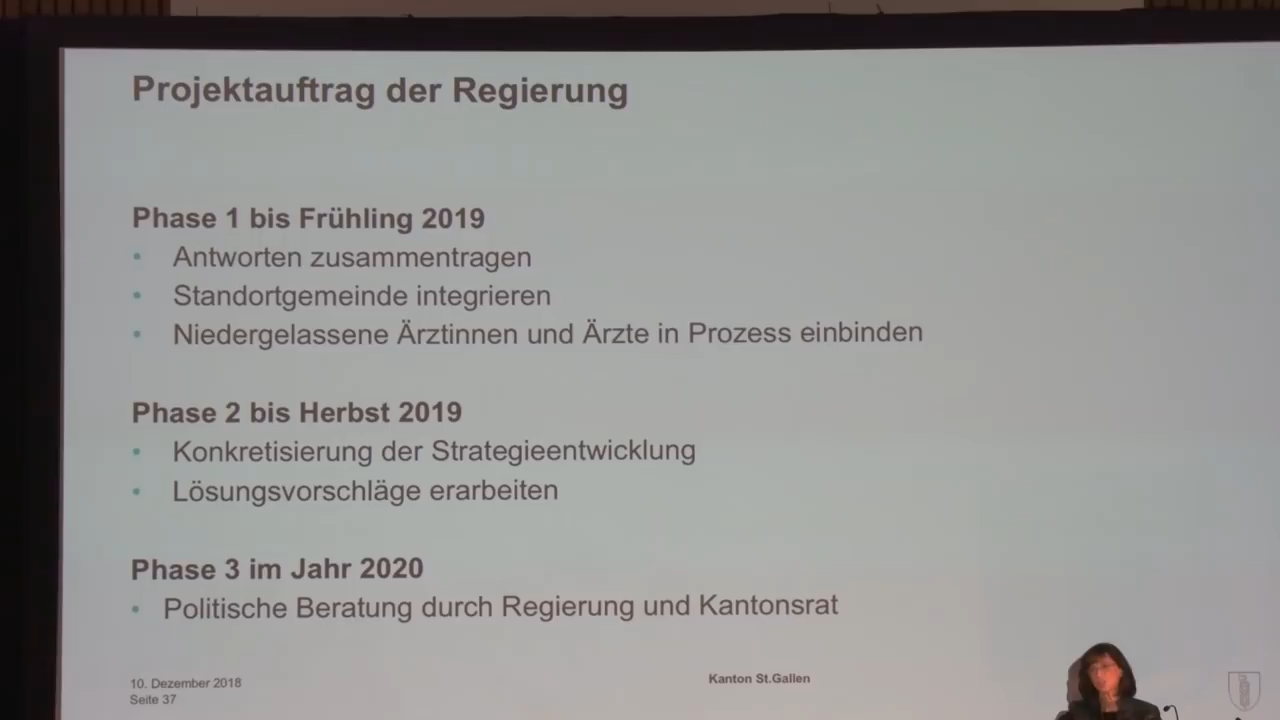 Projektauftrag der Regierung
Phase 1 bis Frühling 2019
• Antworten zusammentragen
• Standortgemeinde integrieren
• Niedergelassene Ärztinnen und Ärzte in Prozess einbinden
Phase 2 bis Herbst 2019
• Konkretisierung der Strategieentwicklung
• Lösungsvorschläge erarbeiten
Phase 3 im Jahr 2020
• Politische Beratung durch Regierung und Kantonsrat
10. Dezember 2018
Seite 37
Kanton St.Gallen